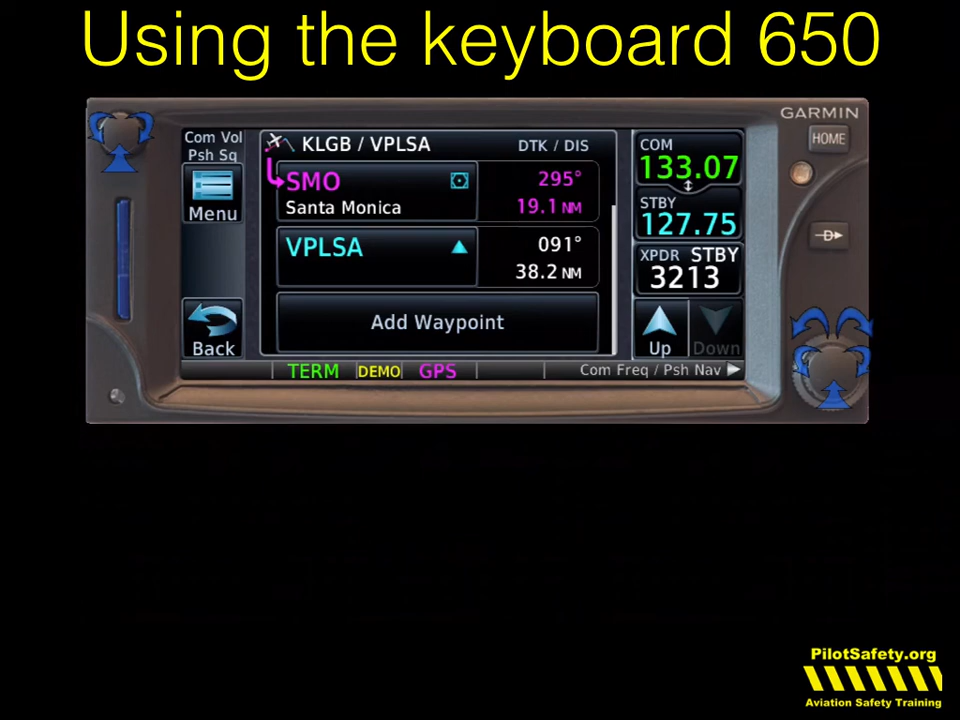 Using the keyboard 650
GARMIN
Com Vol
Psh Sq
KLGB / VPLSA
DTK / DIS
COM
133.07
HOME
Menu
SMO
Santa Monica
295°
19.1 NM
STBY
127.75
D
VPLSA
091°
38.2 NM
XPDR STBY
3213
Back
Add Waypoint
Up
Down
TERM
DEMO
GPS
Com Freq / Psh Nav
PilotSafety.org
Aviation Safety Training